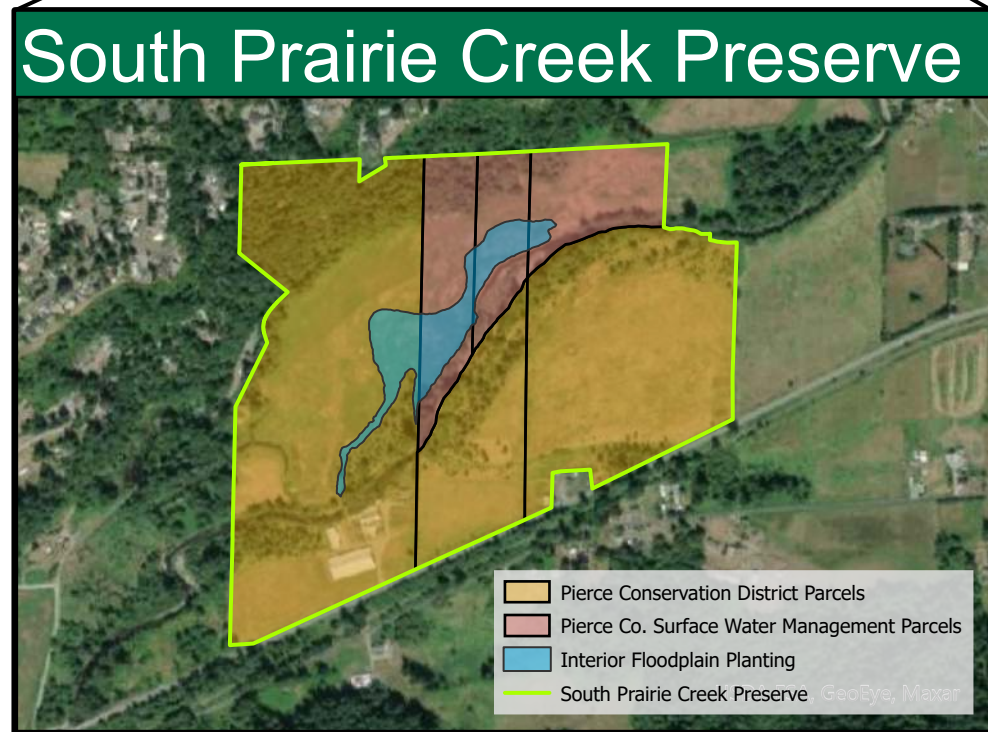 South Prairie Creek Preserve
Pierce Conservation District Parcels
Pierce Co. Surface Water Management Parcels
Interior Floodplain Planting
South Prairie Creek Preserve
GeoEye, Maxar